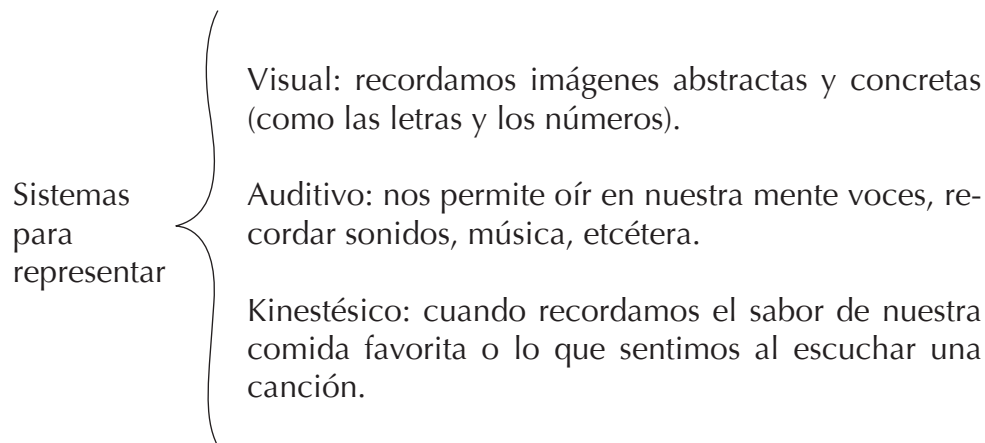 Sistemas
para
representar
Visual: recordamos imágenes abstractas y concretas
(como las letras y los números).
Auditivo: nos permite oír en nuestra mente voces, re-
cordar sonidos, música, etcétera.
Kinestésico: cuando recordamos el sabor de nuestra
comida favorita o lo que sentimos al escuchar una
canción.